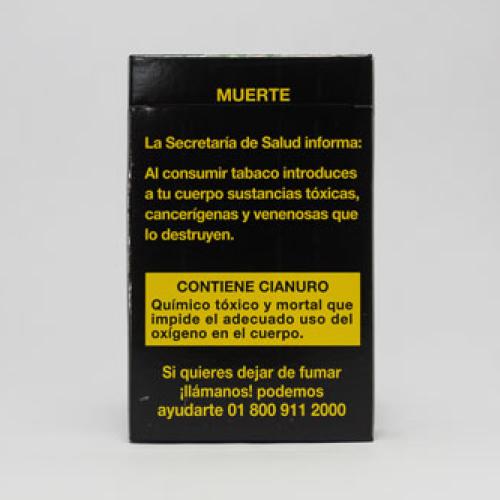 MUERTE
La Secretaría de Salud informa:
Al consumir tabaco introduces
a tu cuerpo sustancias tóxicas,
cancerígenas y venenosas que
lo destruyen.
CONTIENE CIANURO
Químico tóxico y mortal que
impide el adecuado uso del
oxígeno en el cuerpo.
Si quieres dejar de fumar
¡llámanos! podemos
ayudarte 01 800 911 2000